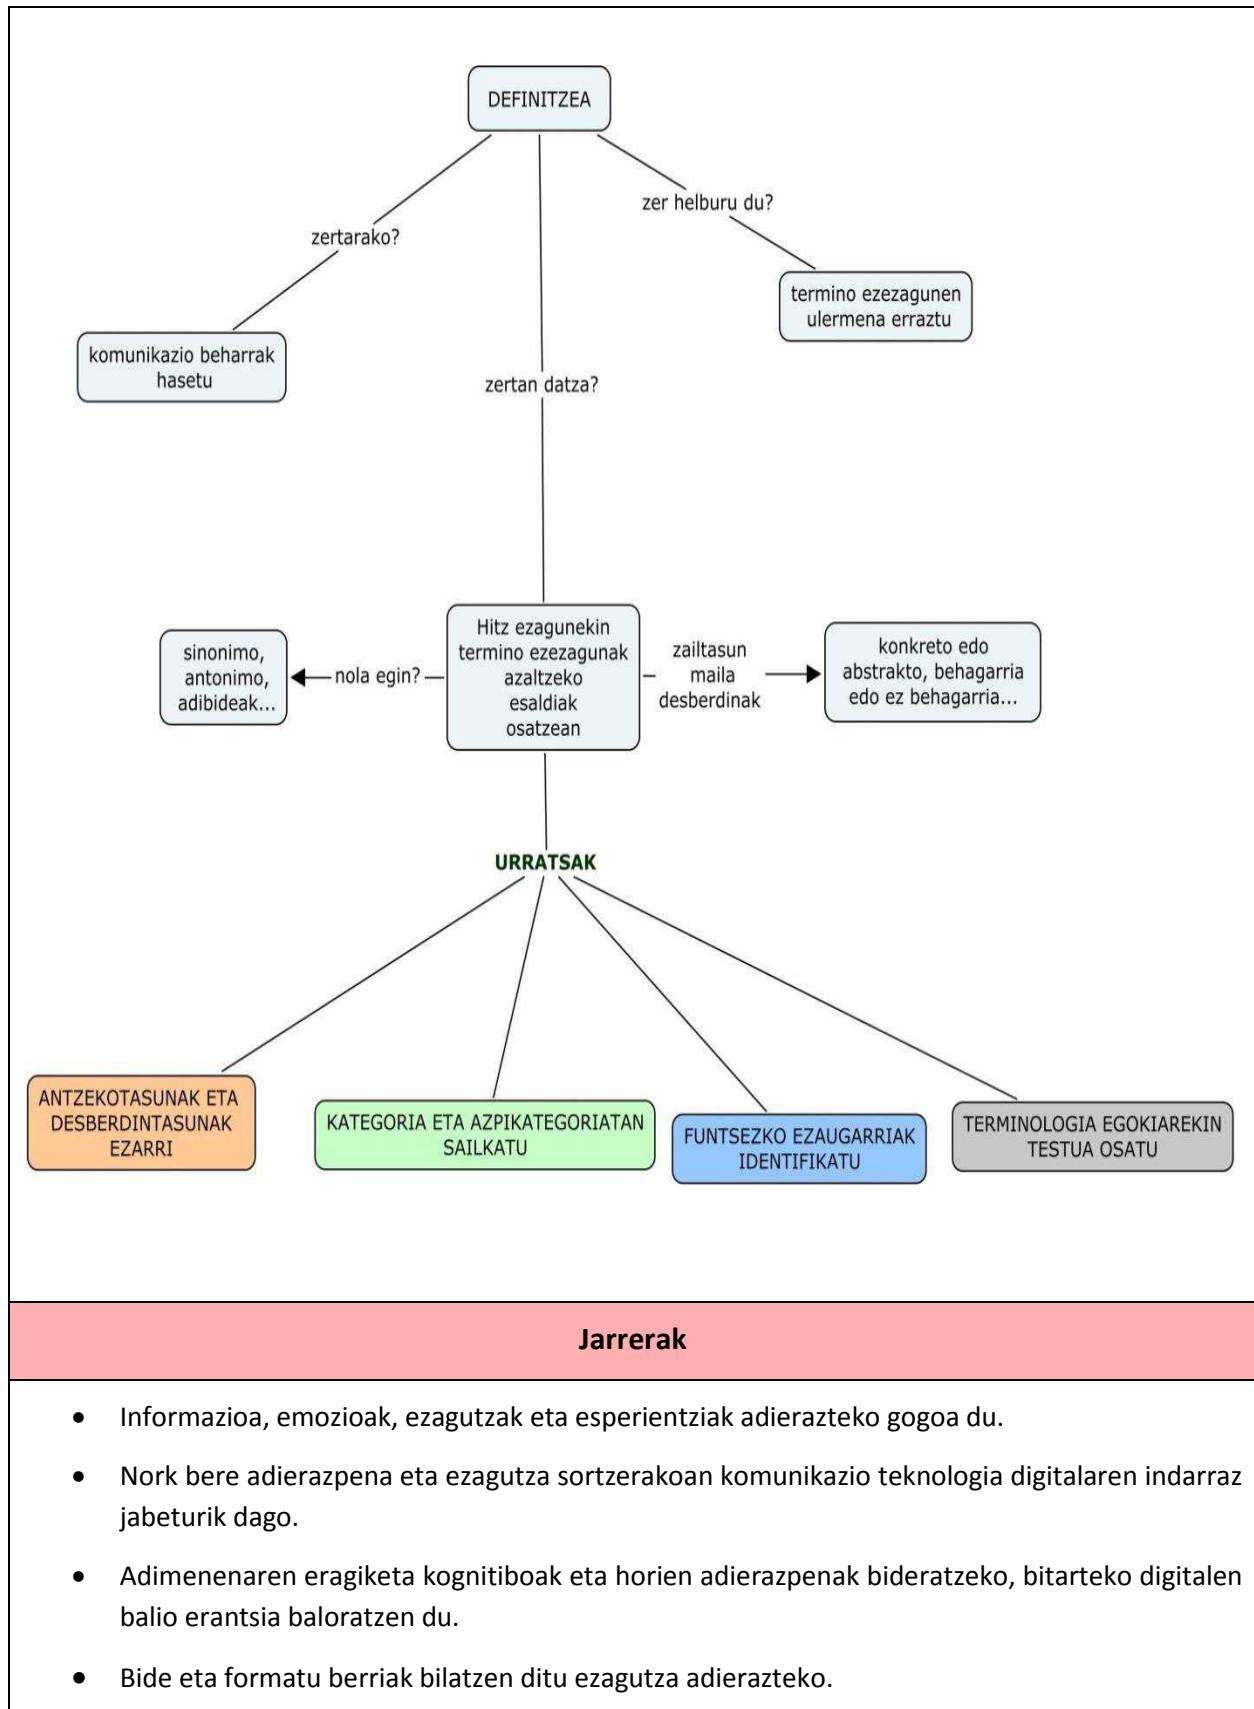 DEFINITZEA
zer helburu du?
zertarako?
termino ezezagunen
ulermena erraztu
komunikazio beharrak
hasetu
zertan datza?
sinonimo,
antonimo,
adibideak...
nola egin?
Hitz ezagunekin
termino ezezagunak
azaltzeko
esaldiak
osatzean
zailtasun
maila
desberdinak
konkreto edo
abstrakto, behagarria
edo ez behagarria...
URRATSAK
ANTZEKOTASUNAK ETA
DESBERDINTASUNAK
EZARRI
KATEGORIA ETA AZPIKATEGORIATAN
SAILKATU
FUNTSEZKO EZAUGARRIAK
IDENTIFIKATU
TERMINOLOGIA EGOKIAREKIN
TESTUA OSATU
Jarrerak
• Informazioa, emozioak, ezagutzak eta esperientziak adierazteko gogoa du.
• Nork bere adierazpena eta ezagutza sortzerakoan komunikazio teknologia digitalaren indarraz
jabeturik dago.
• Adimenenaren eragiketa kognitiboak eta horien adierazpenak bideratzeko, bitarteko digitalen
balio erantsia baloratzen du.
• Bide eta formatu berriak bilatzen ditu ezagutza adierazteko.